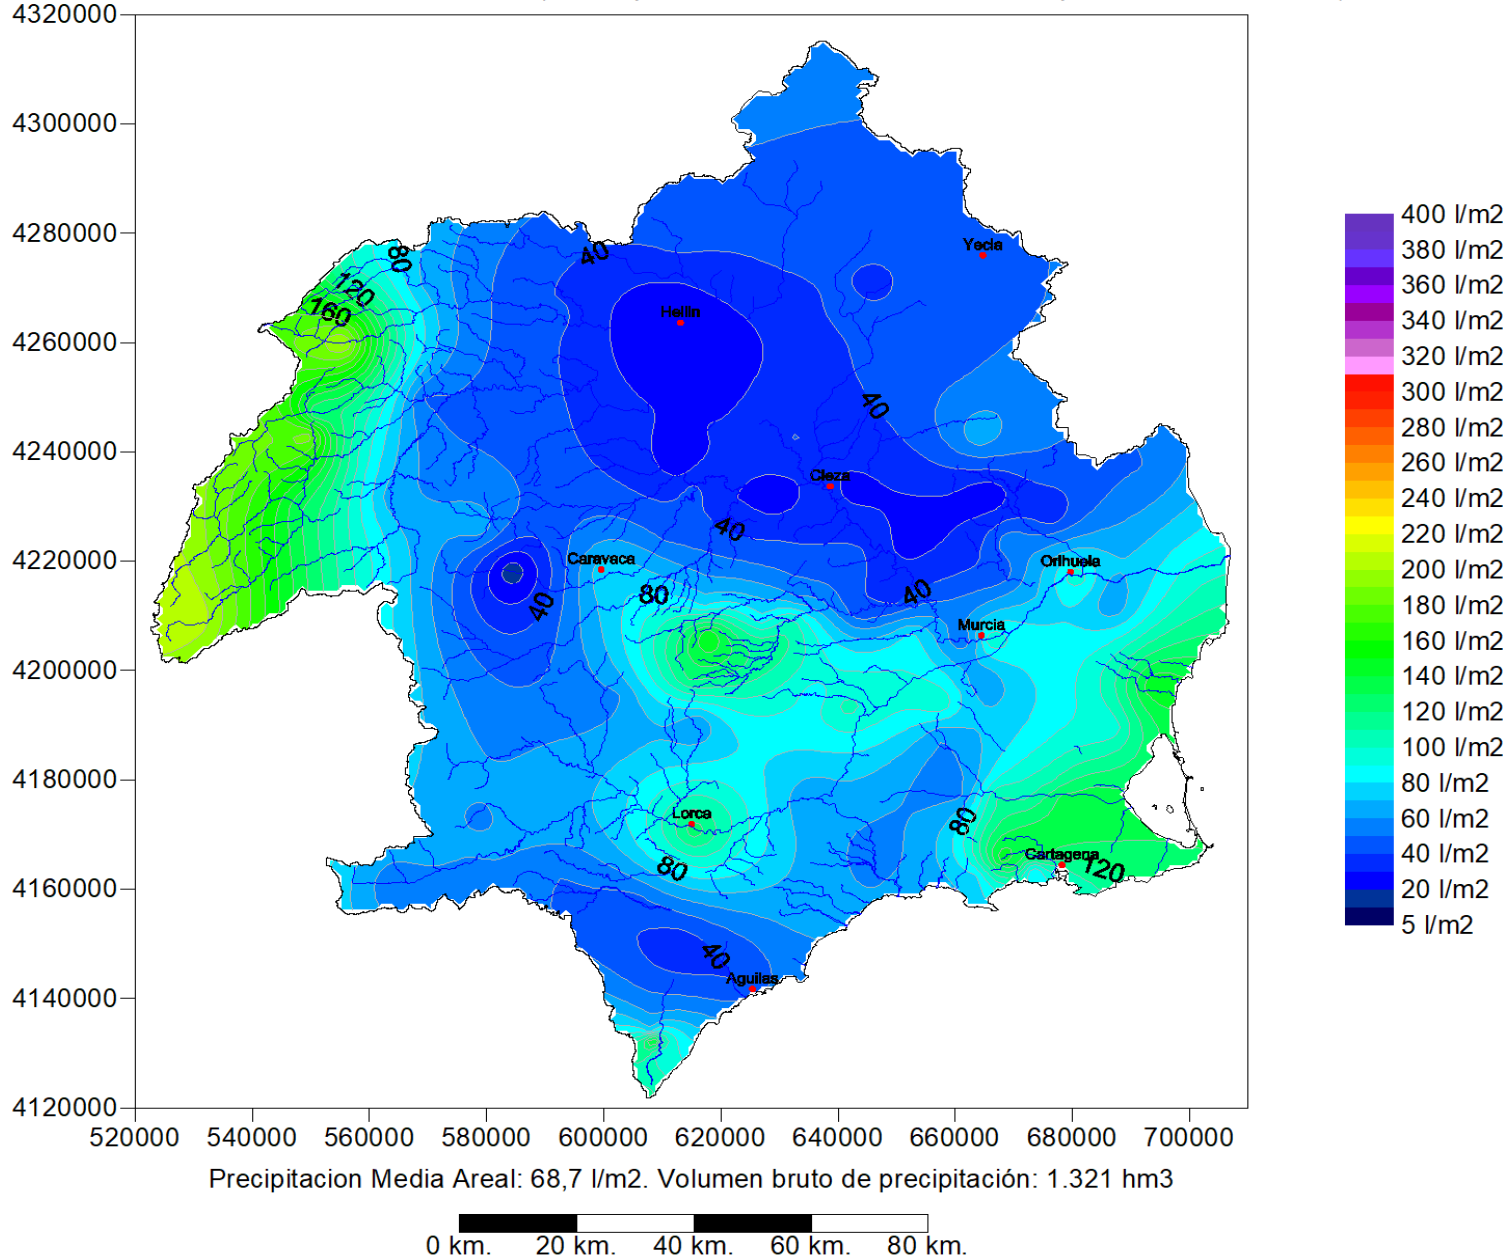 4320000
4300000
4280000
4260000
4240000
4220000
4200000
4180000
4160000
4140000
4120000
520000 540000 560000 580000 600000 620000 640000 660000 680000 700000
80
120
160
40
Yecla
Hellin
40
Cieza
40
Caravaca
Orihuela
80
40
40
Murcia
Lorca
80
80
Cartagena
120
40
Aguilas
400 l/m2
380 l/m2
360 l/m2
340 l/m2
320 l/m2
300 l/m2
280 l/m2
260 l/m2
240 l/m2
220 l/m2
200 l/m2
180 l/m2
160 l/m2
140 l/m2
120 l/m2
100 l/m2
80 l/m2
60 l/m2
40 l/m2
20 l/m2
5 l/m2
Precipitacion Media Areal: 68,7 l/m2. Volumen bruto de precipitación: 1.321 hm3
0 km. 20 km. 40 km. 60 km. 80 km.